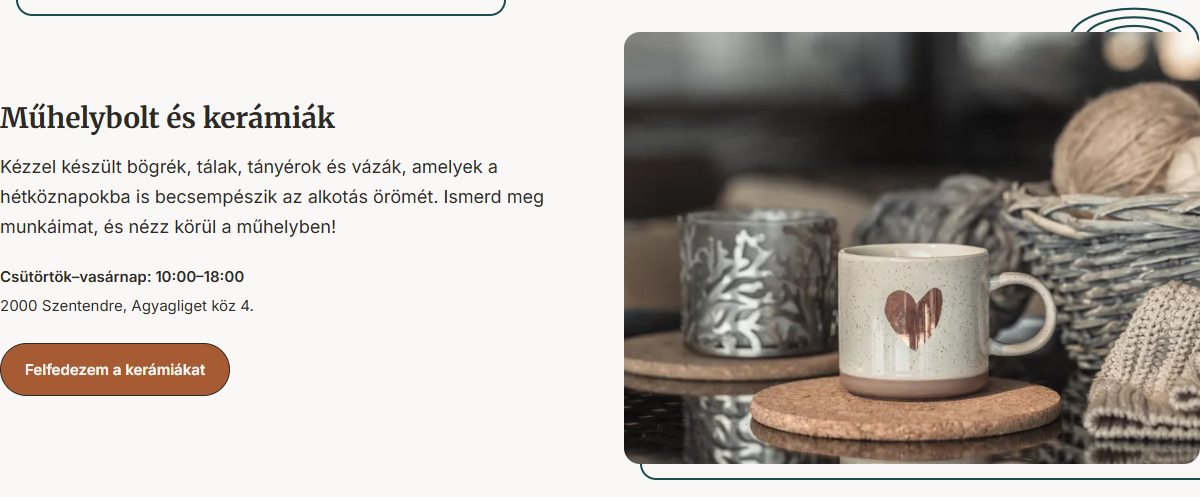 Műhelybolt és kerámiák
Kézzel készült bögrék, tálak, tányérok és vázák, amelyek a
hétköznapokba is becsempészik az alkotás örömét. Ismerd meg
munkáimat, és nézz körül a műhelyben!
Csütörtök–vasárnap: 10:00–18:00
2000 Szentendre, Agyagliget köz 4.
Felfedezem a kerámiákat